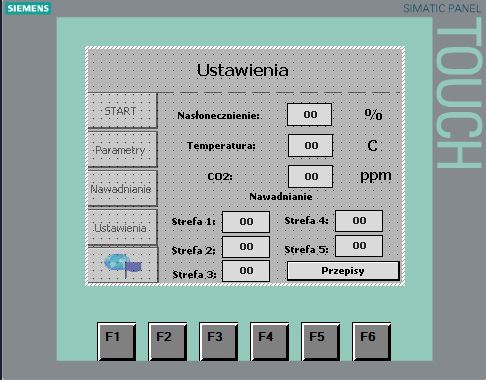 SIEMENS
SIMATIC PANEL
TOUCH
Ustawienia
START
Parametry
Nawadnianie
Ustawienia
Nasłonecznienie: 00 %
Temperatura: 00 C
CO2: 00 ppm
Nawadnianie
Strefa 1: 00 Strefa 4: 00
Strefa 2: 00 Strefa 5: 00
Strefa 3: 00 Przepisy
F1 F2 F3 F4 F5 F6